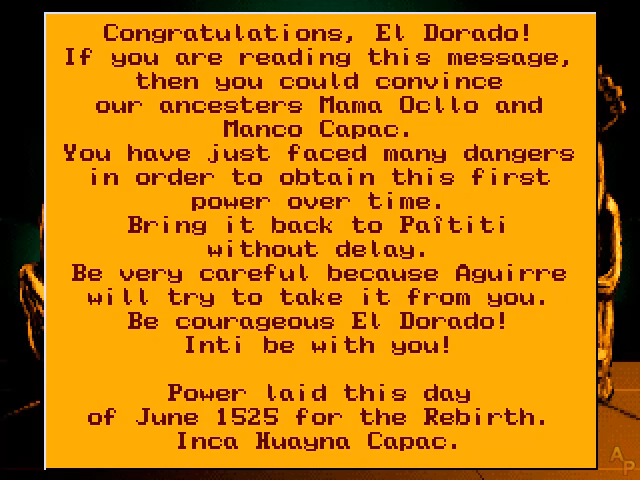 Congratulations, El Dorado!
If you are reading this message,
then you could convince
our ancesters Mama Ocllo and
Manco Capac.
You have just faced many dangers
in order to obtain this first
power over time.
Bring it back to Paîtiti
without delay.
Be very careful because Aguirre
will try to take it from you.
Be courageous El Dorado!
Inti be with you!
Power laid this day
of June 1525 for the Rebirth.
Inca Huayna Capac.
AP